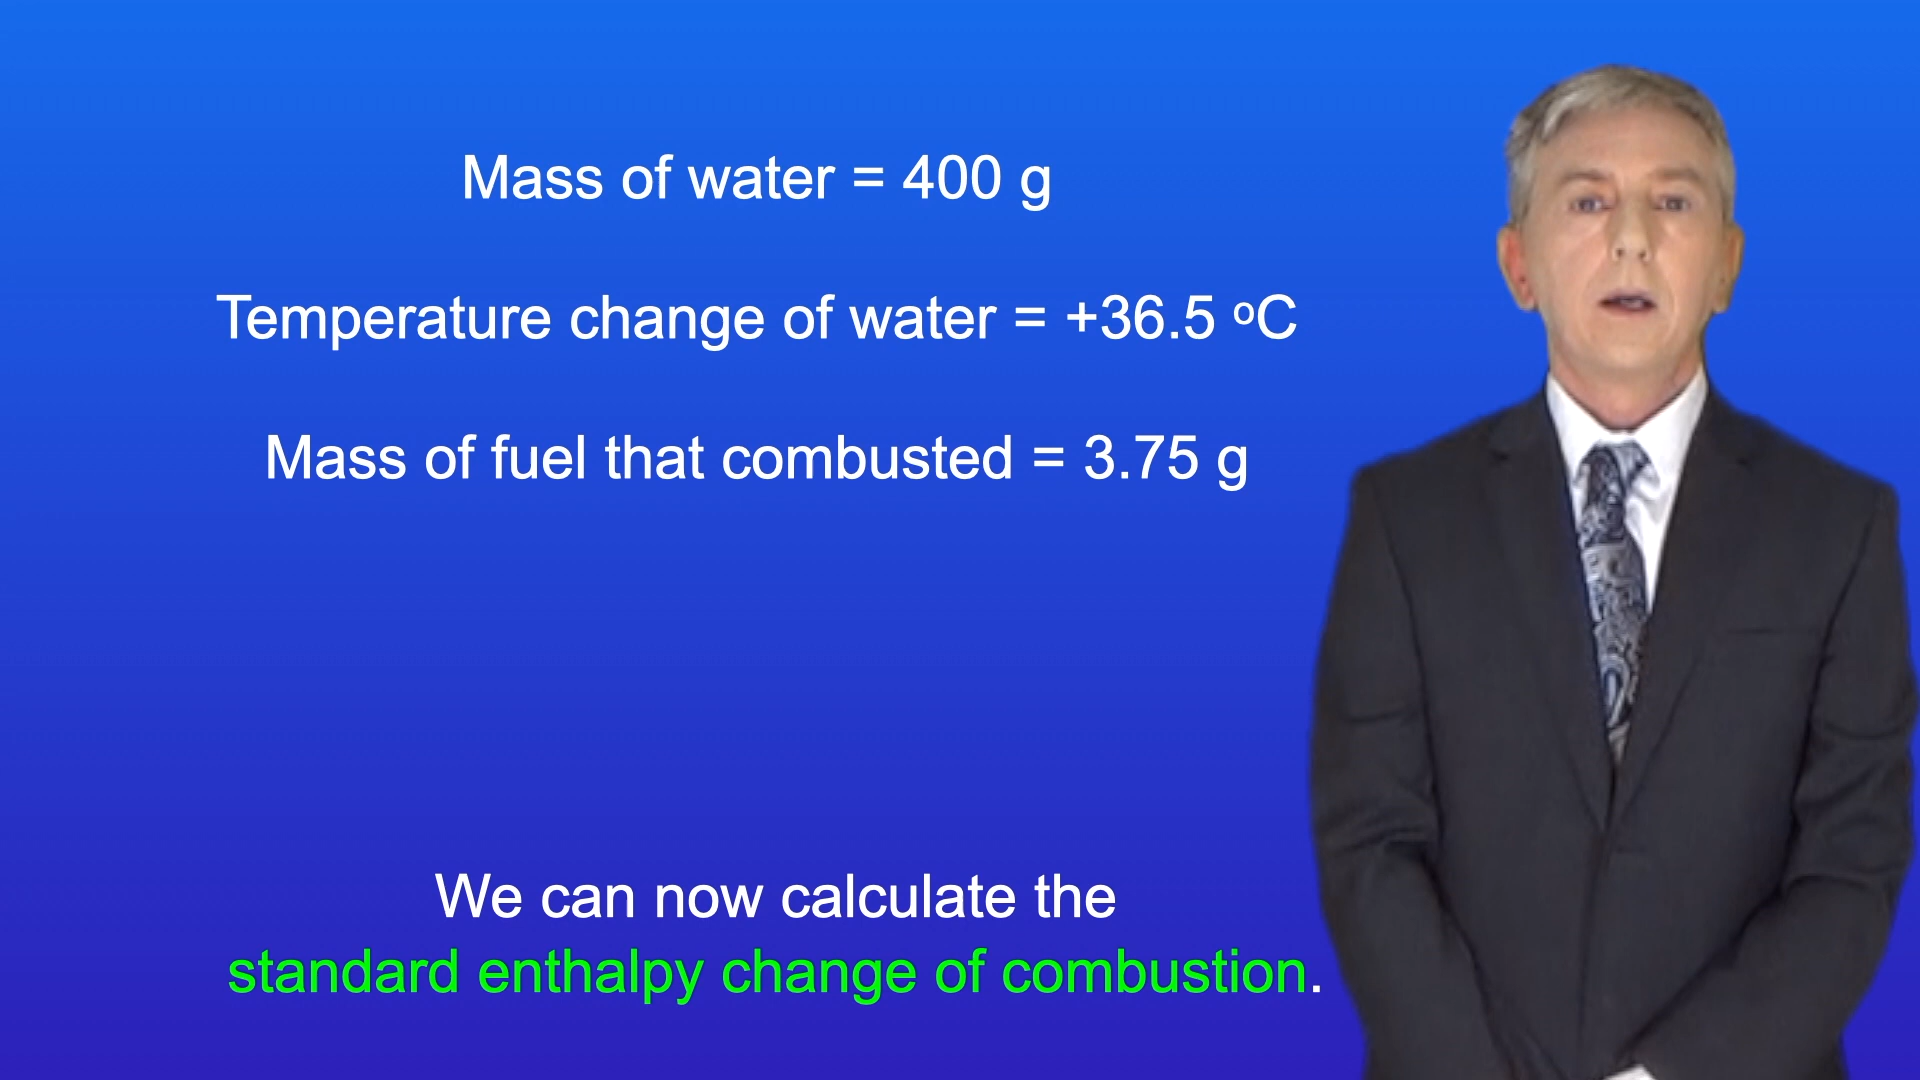 Mass of water = 400 g
Temperature change of water = +36.5 ºC
Mass of fuel that combusted = 3.75 g
We can now calculate the
standard enthalpy change of combustion.